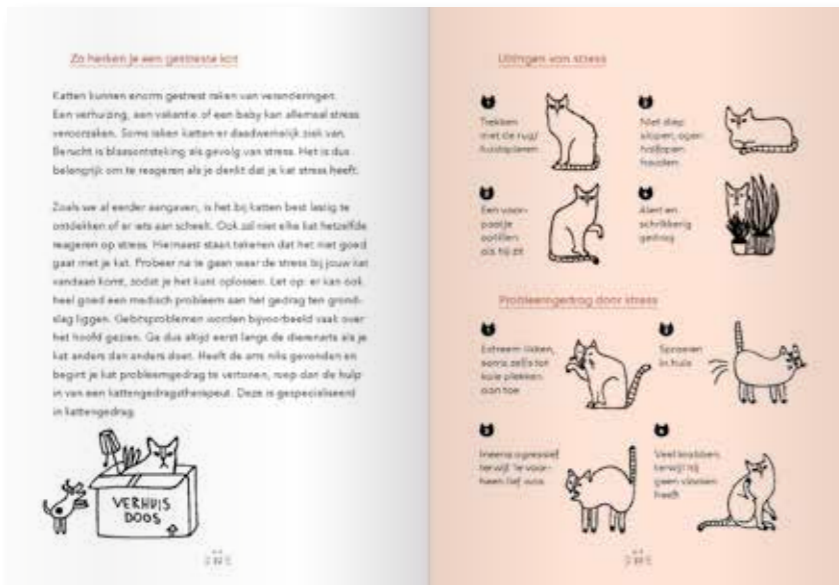 Zo herken je een gestreste kat
Katten kunnen enorm gestrest raken van veranderingen.
Een verhuizing, een vakantie of een baby kan allemaal stress
veroorzaken. Soms raken katten er daadwerkelijk ziek van.
Berucht is blaasontsteking als gevolg van stress. Het is dus
belangrijk om te reageren als je denkt dat je kat stress heeft.
Zoals we al eerder aangaven, is het bij katten best lastig te
ontdekken of er iets aan scheelt. Ook zal niet elke kat hetzelfde
reageren op stress. Hiernaast staan tekenen dat het niet goed
gaat met je kat. Probeer na te gaan waar de stress bij jouw kat
vandaan komt, zodat je het kunt oplossen. Let op: er kan ook
heel goed een medisch probleem aan het gedrag ten grond-
slag liggen. Gebitsproblemen worden bijvoorbeeld vaak over
het hoofd gezien. Ga dus altijd eerst langs de dierenarts als je
kat anders dan anders doet. Heeft de arts niks gevonden en
begint je kat probleemgedrag te vertonen, roep dan de hulp
in van een kattengedragstherapeut. Deze is gespecialiseerd
in kattengedrag.
VERHUIS
DOOS
Uitingen van stress
Trekken
met de rug/
huidspieren
Niet diep
slapen, ogen
halfopen
houden
Een voor-
pootje
optillen
als hij zit
Alert en
schrikkerig
gedrag
Probleemgedrag door stress
Extreem likken,
soms zelfs tot
kale plekken
aan toe
Sproeien
in huis
Ineens agressief
terwijl 'ie voor-
heen lief was
Veel krabben,
terwijl hij
geen vlooien
heeft